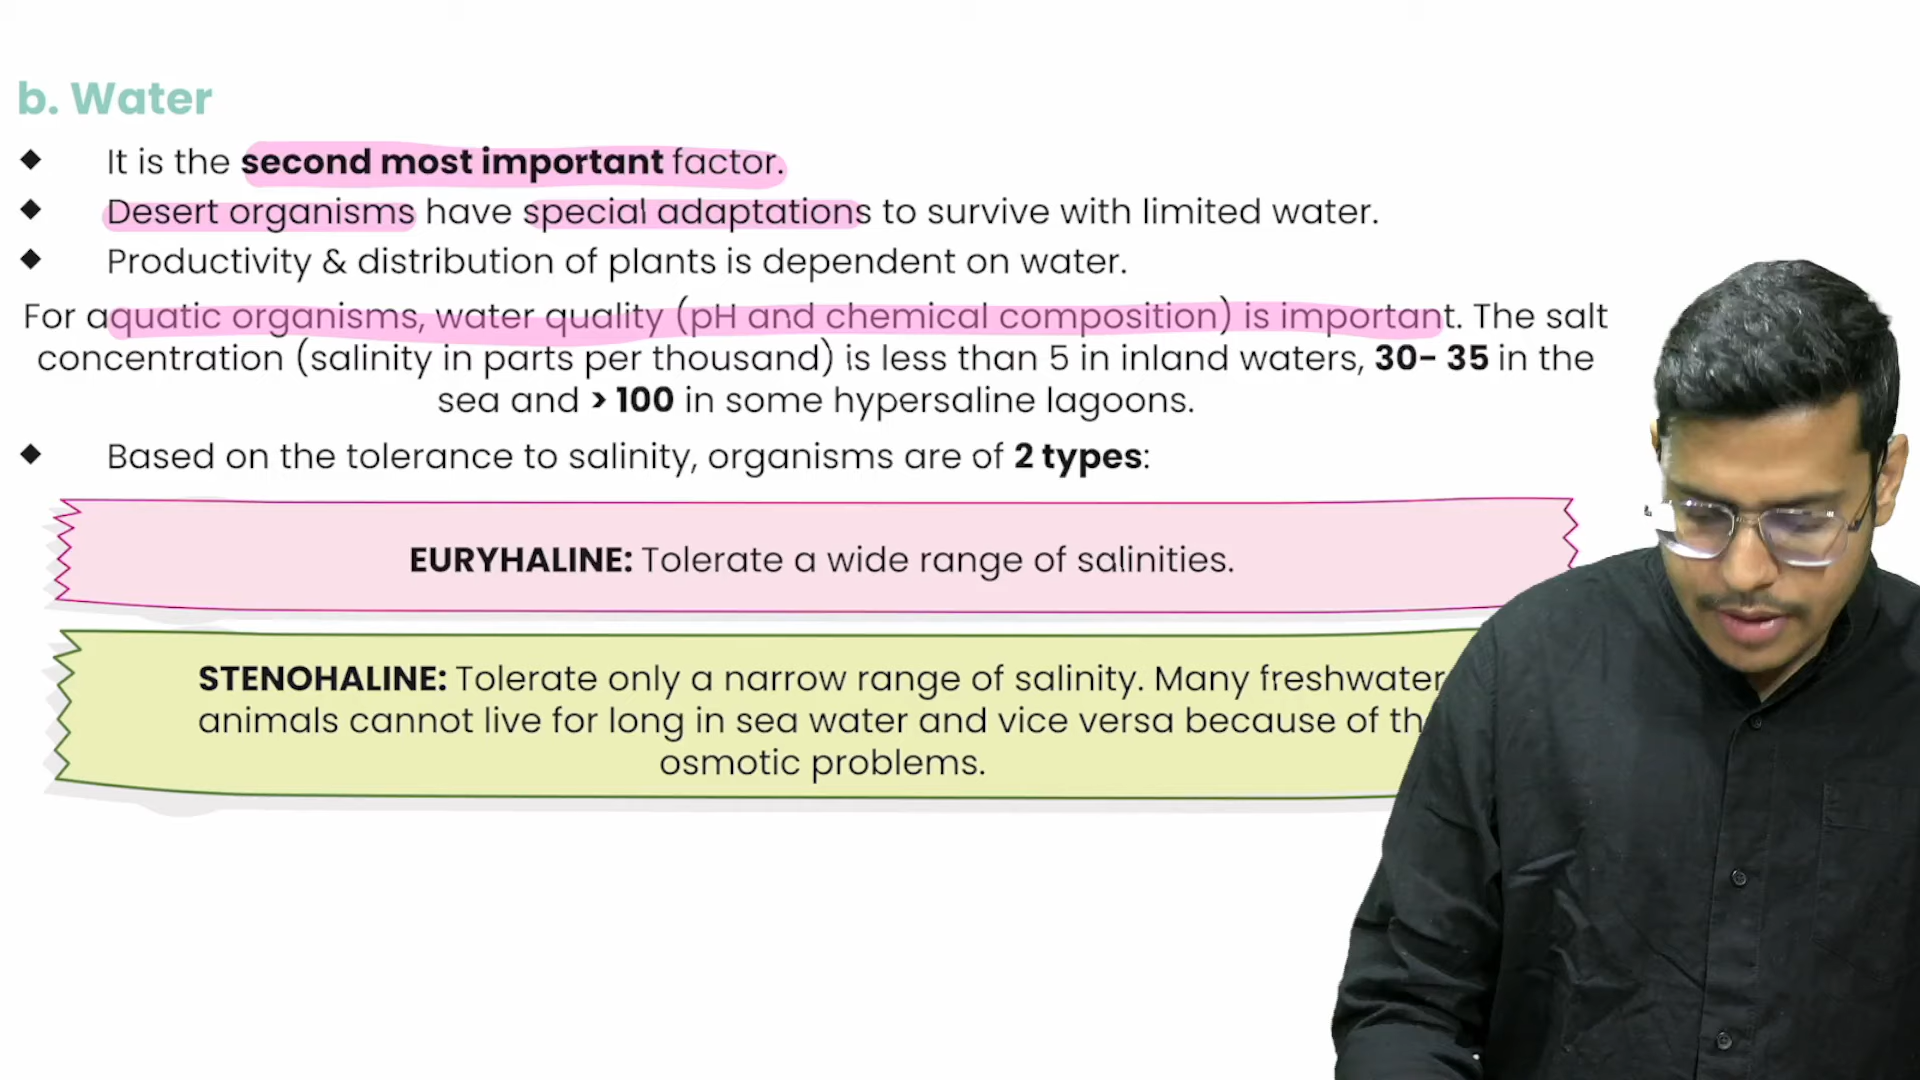 b. Water
◆ It is the second most important factor.
◆ Desert organisms have special adaptations to survive with limited water.
◆ Productivity & distribution of plants is dependent on water.
For aquatic organisms, water quality (pH and chemical composition) is important. The salt
concentration (salinity in parts per thousand) is less than 5 in inland waters, 30- 35 in the
sea and > 100 in some hypersaline lagoons.
◆ Based on the tolerance to salinity, organisms are of 2 types:
EURYHALINE: Tolerate a wide range of salinities.
STENOHALINE: Tolerate only a narrow range of salinity. Many freshwater
animals cannot live for long in sea water and vice versa because of
osmotic problems.